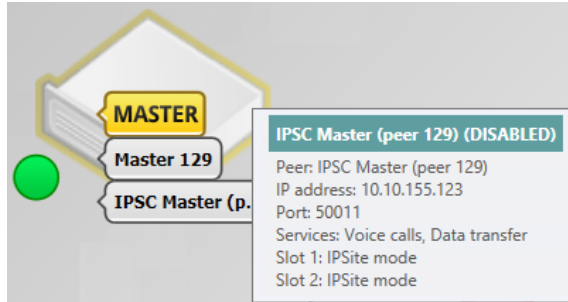 MASTER
Master 129
IPSC Master (p.
IPSC Master (peer 129) (DISABLED)
Peer: IPSC Master (peer 129)
IP address: 10.10.155.123
Port: 50011
Services: Voice calls, Data transfer
Slot 1: IPSite mode
Slot 2: IPSite mode